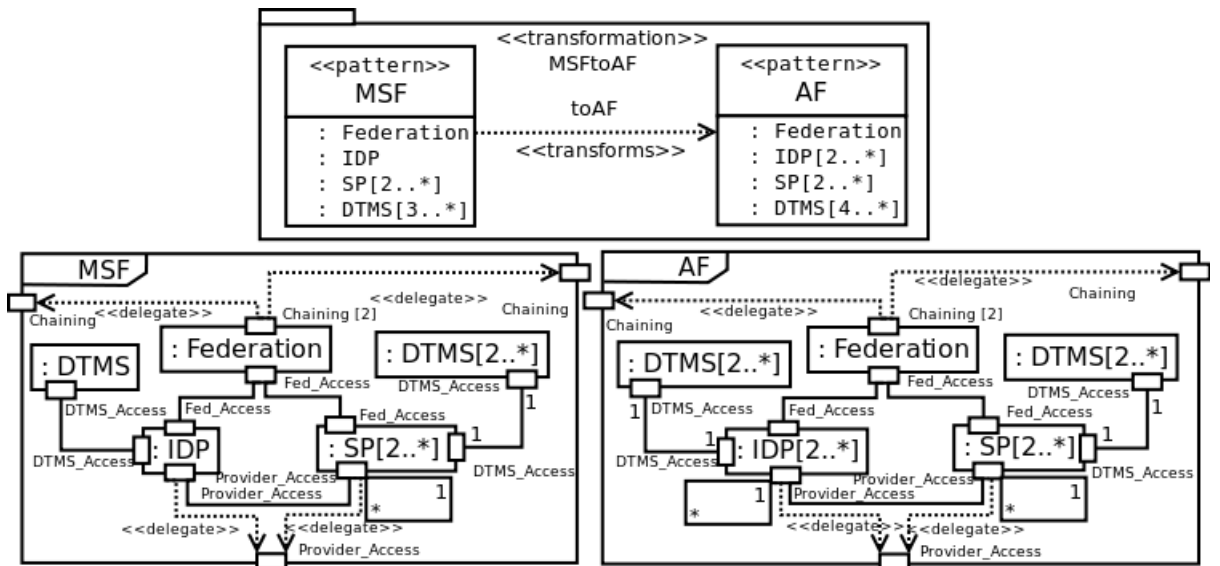 <<transformation>>
MSFtoAF
<<pattern>>
MSF
: Federation
: IDP
: SP[2..*]
: DTMS[3..*]
toAF
<<transforms>>
<<pattern>>
AF
: Federation
: IDP[2..*]
: SP[2..*]
: DTMS[4..*]
MSF
<<delegate>>
Chaining
Chaining
<<delegate>>
Chaining [2]
: Federation
: DTMS
: DTMS[2..*]
Fed_Access
DTMS_Access
DTMS_Access
Fed_Access
Fed_Access
1
: IDP
: SP[2..*]
1
DTMS_Access
DTMS_Access
Provider_Access
Provider_Access
1
*
<<delegate>>
<<delegate>>
Provider_Access
AF
<<delegate>>
Chaining
Chaining
<<delegate>>
Chaining [2]
: Federation
: DTMS[2..*]
: DTMS[2..*]
Fed_Access
DTMS_Access
DTMS_Access
1
Fed_Access
Fed_Access
1
1
: IDP[2..*]
: SP[2..*]
1
DTMS_Access
DTMS_Access
Provider_Access
Provider_Access
1
*
1
*
<<delegate>>
<<delegate>>
Provider_Access